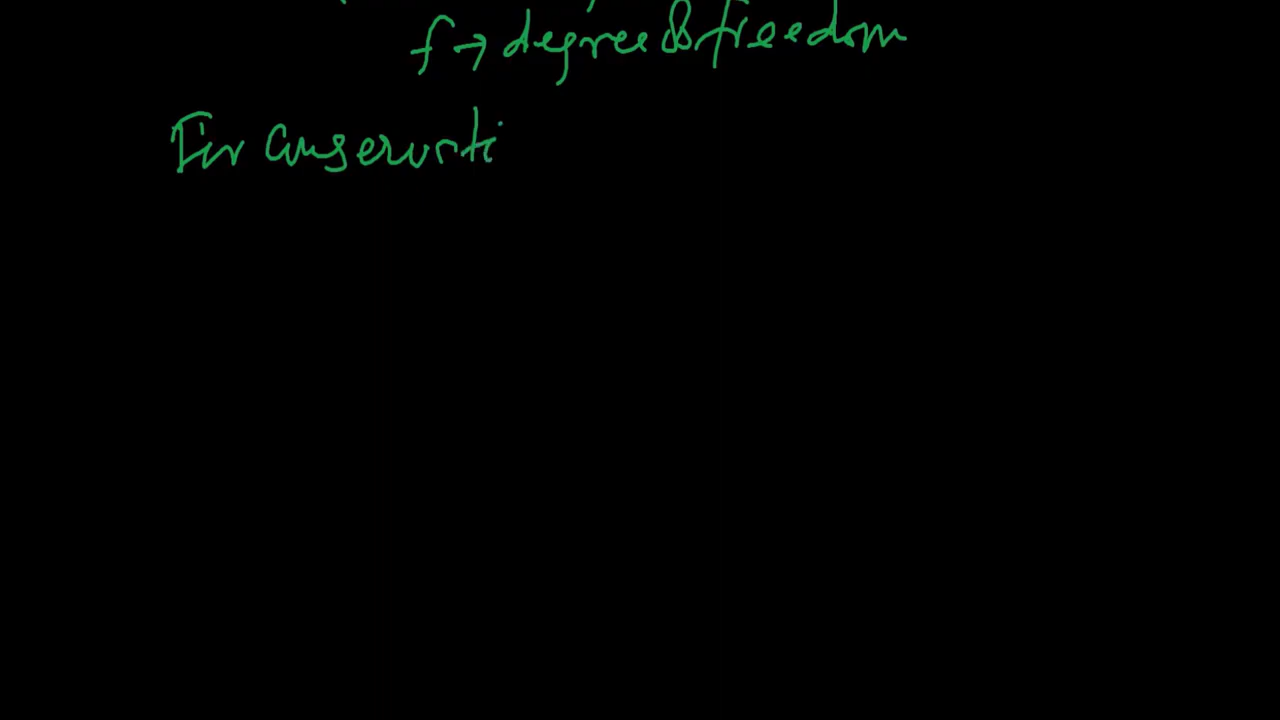 f → degree of freedom
For conservati